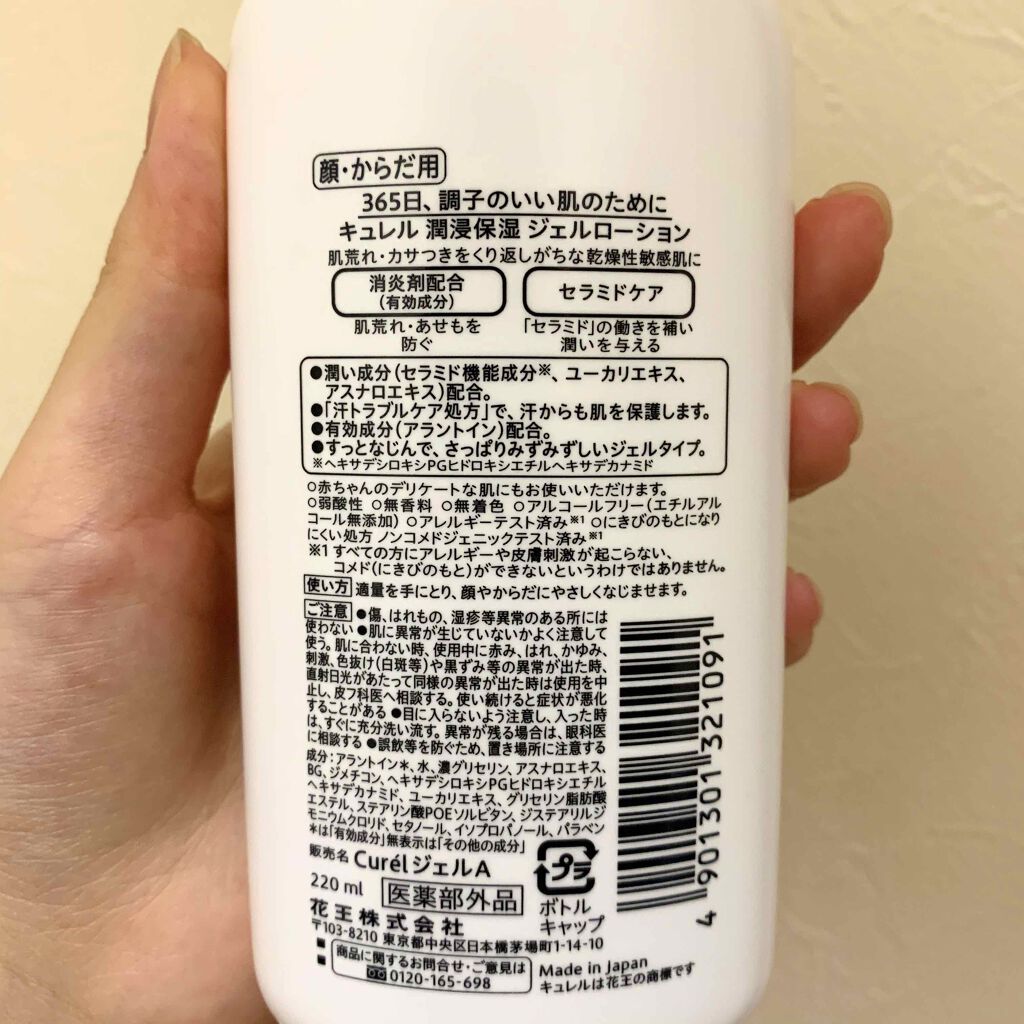 顔・からだ用
365日、調子のいい肌のために
キュレル 潤浸保湿 ジェルローション
肌荒れ・カサつきをくり返しがちな乾燥性敏感肌に
消炎剤配合
(有効成分)
セラミドケア
肌荒れ・あせもを
防ぐ
「セラミド」の働きを補い
潤いを与える
●潤い成分(セラミド機能成分※、ユーカリエキス、
アスナロエキス)配合。
●「汗トラブルケア処方」で、汗からも肌を保護します。
●有効成分(アラントイン)配合。
●すっとなじんで、さっぱりみずみずしいジェルタイプ。
※ヘキサデシロキシPGヒドロキシエチルヘキサデカナミド
○赤ちゃんのデリケートな肌にもお使いいただけます。
○弱酸性 ○無香料 ○無着色 ○アルコールフリー(エチルアル
コール無添加) ○アレルギーテスト済み※1 ○にきびのもとになり
にくい処方 ノンコメドジェニックテスト済み※1
※1 すべての方にアレルギーや皮膚刺激が起こらない、
コメド(にきびのもと)ができないというわけではありません。
使い方 適量を手にとり、顔やからだにやさしくなじませます。
ご注意 ●傷、はれもの、湿疹等異常のある所には
使わない ●肌に異常が生じていないかよく注意して
使う。肌に合わない時、使用中に赤み、はれ、かゆみ、
刺激、色抜け(白斑等)や黒ずみ等の異常が出た時、
直射日光があたって同様の異常が出た時は使用を中
止し、皮フ科医へ相談する。使い続けると症状が悪化
することがある ●目に入らないよう注意し、入った時
は、すぐに充分洗い流す。異常が残る場合は、眼科医
に相談する ●誤飲等を防ぐため、置き場所に注意する
成分:アラントイン*、水、濃グリセリン、アスナロエキス、
BG、ジメチコン、ヘキサデシロキシPGヒドロキシエチル
ヘキサデカナミド、ユーカリエキス、グリセリン脂肪酸
エステル、ステアリン酸POEソルビタン、ジステアリルジ
モニウムクロリド、セタノール、イソプロパノール、パラベン
*は「有効成分」無表示は「その他の成分」
販売名 CurélジェルA
220 ml 医薬部外品
プラ
ボトル
キャップ
花王株式会社
〒103-8210 東京都中央区日本橋茅場町1-14-10
商品に関するお問合せ・ご意見は
0120-165-698
Made in Japan
キュレルは花王の商標です
4 901301 321091